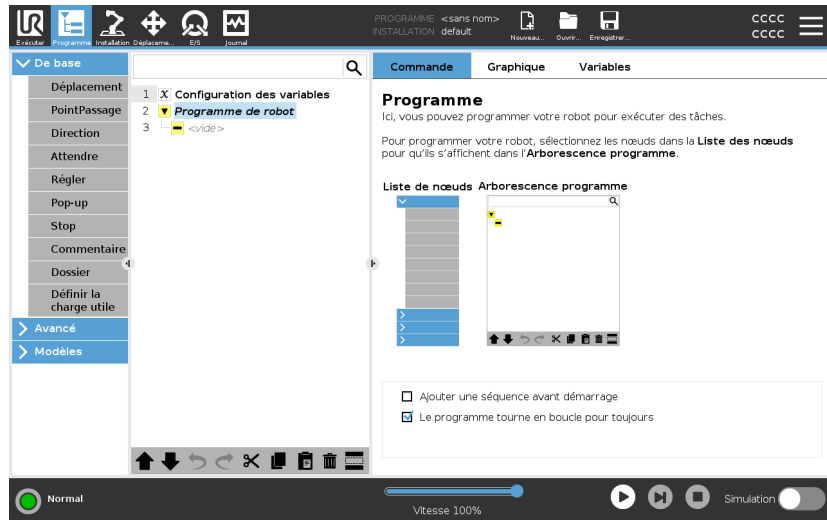 UR
PROGRAMME <sans nom>
INSTALLATION default
cccc
cccc
Exécuter Programme Installation Déplaceme... E/S Journal
Nouveau... Ouvrir... Enregistrer...
De base
Déplacement
PointPassage
Direction
Attendre
Régler
Pop-up
Stop
Commentaire
Dossier
Définir la
charge utile
Avancé
Modèles
1 X Configuration des variables
2 Programme de robot
3 <vide>
Commande Graphique Variables
Programme
Ici, vous pouvez programmer votre robot pour exécuter des tâches.
Pour programmer votre robot, sélectionnez les nœuds dans la Liste des nœuds
pour qu'ils s'affichent dans l'Arborescence programme.
Liste de nœuds Arborescence programme
Ajouter une séquence avant démarrage
Le programme tourne en boucle pour toujours
Normal
Vitesse 100%
Simulation